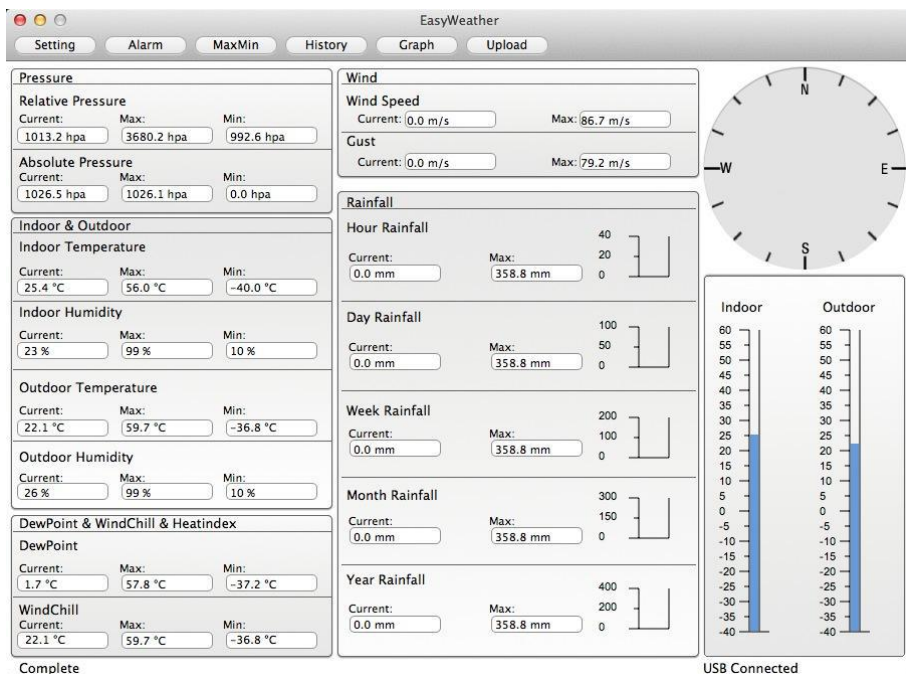 EasyWeather
Setting Alarm MaxMin History Graph Upload
Pressure
Relative Pressure
Current: Max: Min:
1013.2 hpa 3680.2 hpa 992.6 hpa
Absolute Pressure
Current: Max: Min:
1026.5 hpa 1026.1 hpa 0.0 hpa
Indoor & Outdoor
Indoor Temperature
Current: Max: Min:
25.4 °C 56.0 °C -40.0 °C
Indoor Humidity
Current: Max: Min:
23 % 99 % 10 %
Outdoor Temperature
Current: Max: Min:
22.1 °C 59.7 °C -36.8 °C
Outdoor Humidity
Current: Max: Min:
26 % 99 % 10 %
DewPoint & WindChill & Heatindex
DewPoint
Current: Max: Min:
1.7 °C 57.8 °C -37.2 °C
WindChill
Current: Max: Min:
22.1 °C 59.7 °C -36.8 °C
Complete
Wind
Wind Speed
Current: 0.0 m/s Max: 86.7 m/s
Gust
Current: 0.0 m/s Max: 79.2 m/s
Rainfall
Hour Rainfall
40
20
0
Current: Max:
0.0 mm 358.8 mm
Day Rainfall
100
50
0
Current: Max:
0.0 mm 358.8 mm
Week Rainfall
200
100
0
Current: Max:
0.0 mm 358.8 mm
Month Rainfall
300
150
0
Current: Max:
0.0 mm 358.8 mm
Year Rainfall
400
200
0
Current: Max:
0.0 mm 358.8 mm
N
W E
S
Indoor Outdoor
60 60
55 55
50 50
45 45
40 40
35 35
30 30
25 25
20 20
15 15
10 10
5 5
0 0
-5 -5
-10 -10
-15 -15
-20 -20
-25 -25
-30 -30
-35 -35
-40 -40
USB Connected